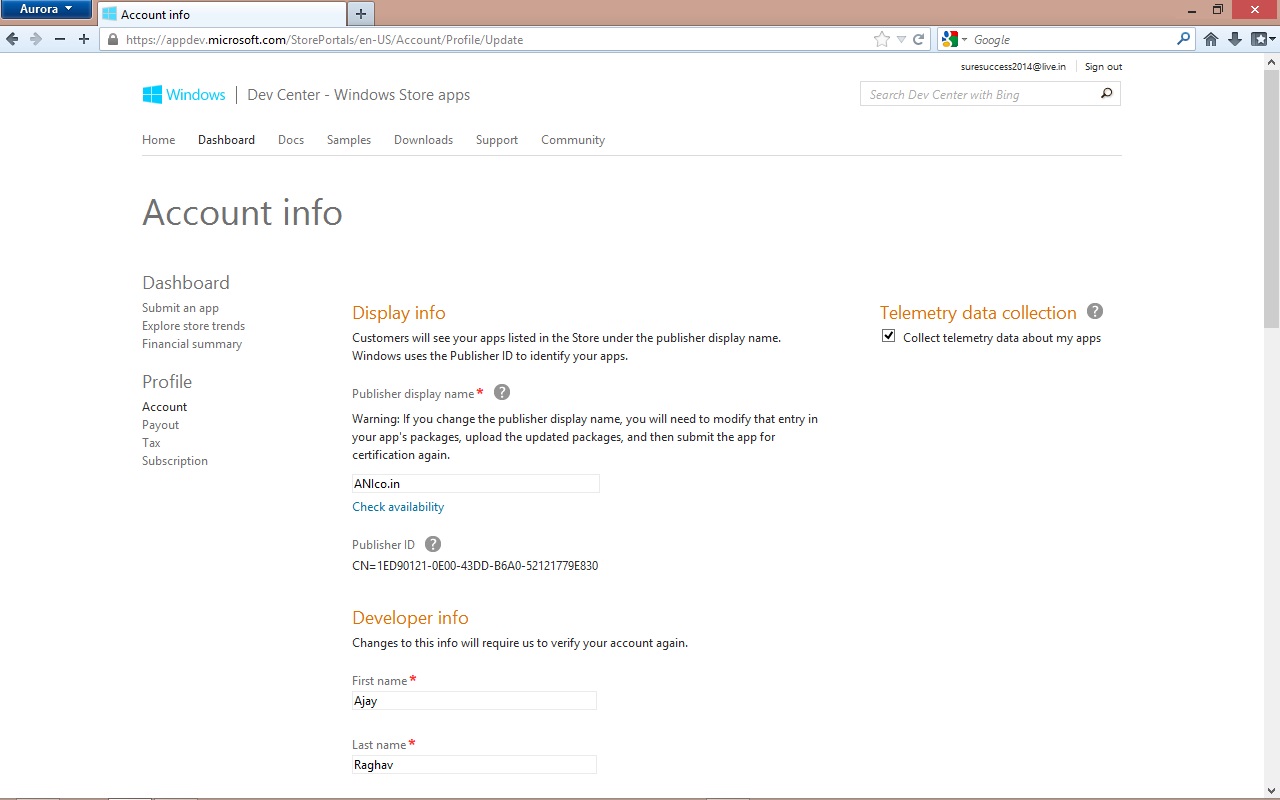 Aurora
Account info
https://appdev.microsoft.com/StorePortals/en-US/Account/Profile/Update
Google
suresuccess2014@live.in
Sign out
Windows
Dev Center - Windows Store apps
Search Dev Center with Bing
Home Dashboard Docs Samples Downloads Support Community
Account info
Dashboard
Submit an app
Explore store trends
Financial summary
Profile
Account
Payout
Tax
Subscription
Display info
Customers will see your apps listed in the Store under the publisher display name.
Windows uses the Publisher ID to identify your apps.
Publisher display name* ?
Warning: If you change the publisher display name, you will need to modify that entry in
your app's packages, upload the updated packages, and then submit the app for
certification again.
ANIco.in
Check availability
Publisher ID ?
CN=1ED90121-0E00-43DD-B6A0-52121779E830
Developer info
Changes to this info will require us to verify your account again.
First name*
Ajay
Last name*
Raghav
Telemetry data collection ?
Collect telemetry data about my apps